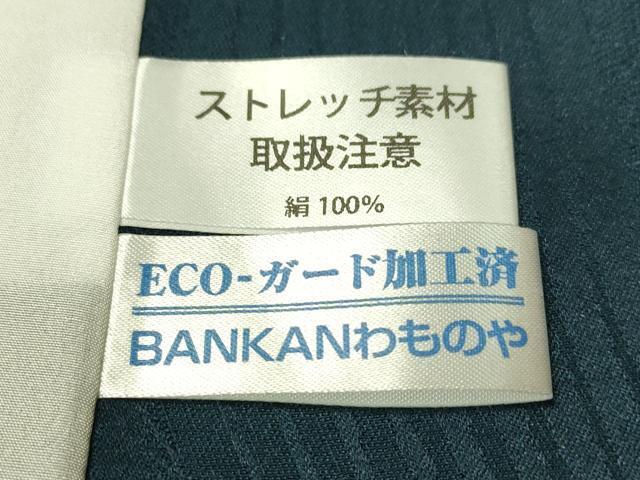 ストレッチ素材
取扱注意
絹 100%
ECO-ガード加工済
BANKANわものや